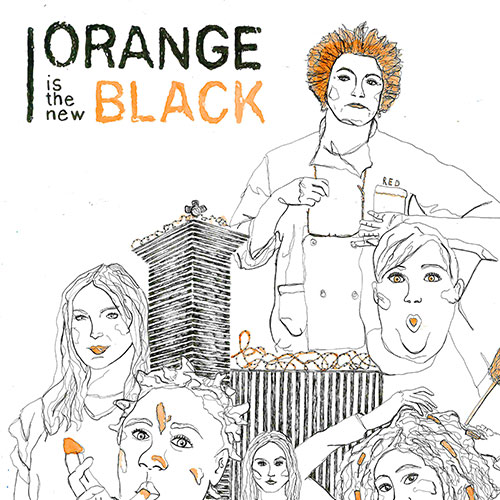 ORANGE
is
the
new
BLACK
RED